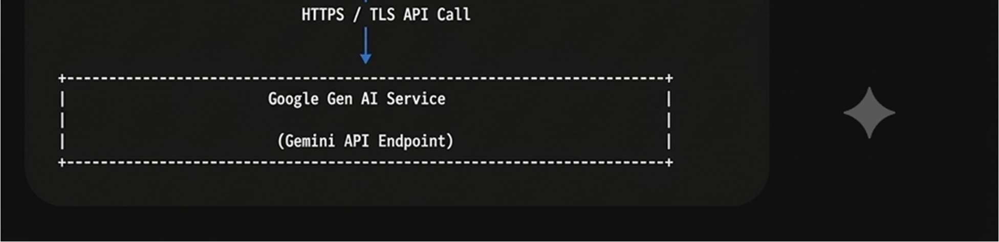 HTTPS / TLS API Call
Google Gen AI Service
(Gemini API Endpoint)